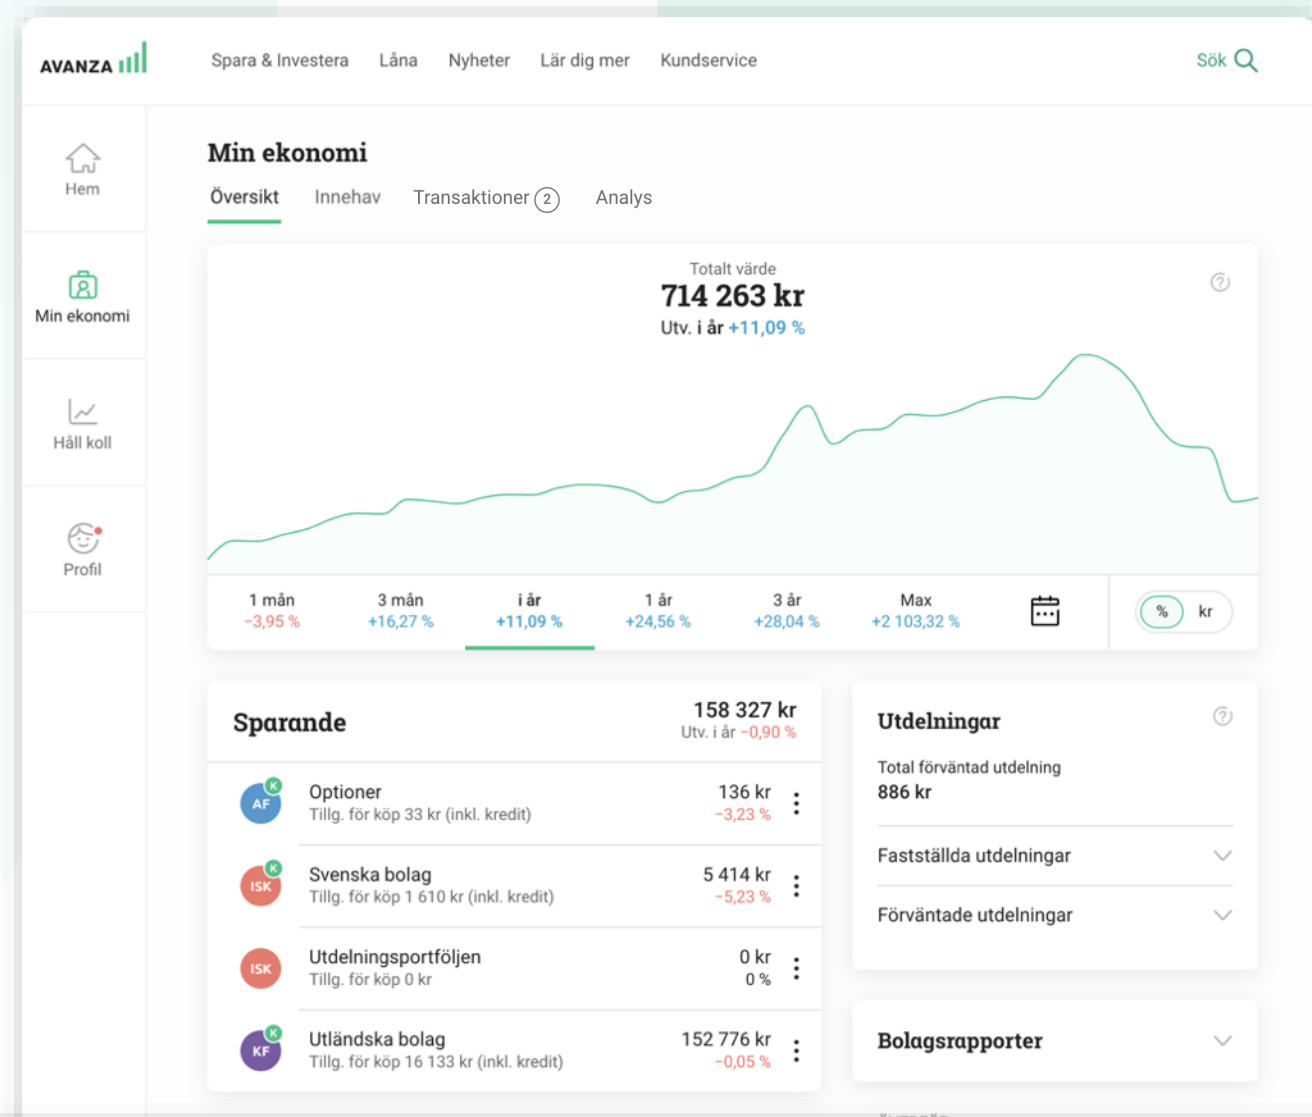 AVANZA
Spara & Investera Låna Nyheter Lär dig mer Kundservice
Sök
Hem
Min ekonomi
Håll koll
Profil
Min ekonomi
Översikt Innehav Transaktioner 2 Analys
Totalt värde
714 263 kr
Utv. i år +11,09 %
1 mån 3 mån i år 1 år 3 år Max
−3,95 % +16,27 % +11,09 % +24,56 % +28,04 % +2 103,32 %
% kr
Sparande 158 327 kr
Utv. i år −0,90 %
K
AF
Optioner 136 kr
Tillg. för köp 33 kr (inkl. kredit) −3,23 %
K
ISK
Svenska bolag 5 414 kr
Tillg. för köp 1 610 kr (inkl. kredit) −5,23 %
ISK
Utdelningsportföljen 0 kr
Tillg. för köp 0 kr 0 %
K
KF
Utländska bolag 152 776 kr
Tillg. för köp 16 133 kr (inkl. kredit) −0,05 %
Utdelningar
Total förväntad utdelning
886 kr
Fastställda utdelningar
Förväntade utdelningar
Bolagsrapporter